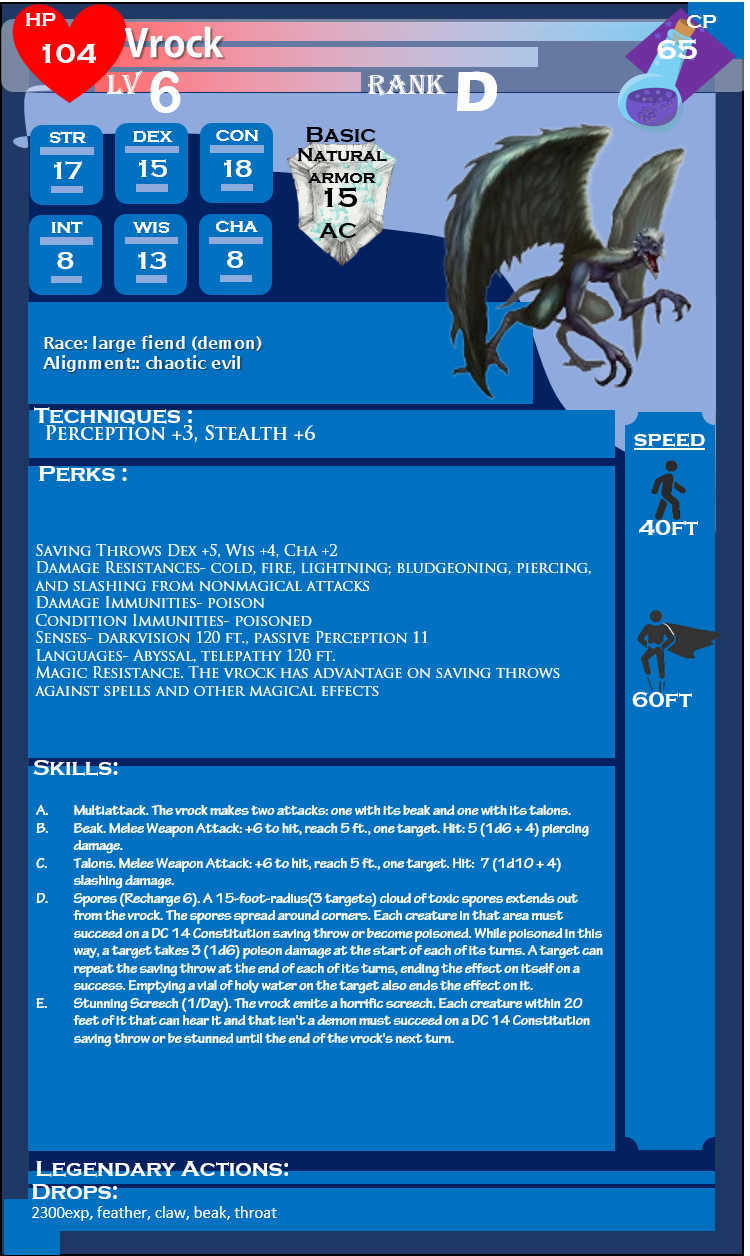 HP
104
Vrock
CP
65
LV 6
RANK D
STR
17
DEX
15
CON
18
INT
8
WIS
13
CHA
8
Basic
Natural
armor
15
AC
Race: large fiend (demon)
Alignment:: chaotic evil
Techniques :
Perception +3, Stealth +6
SPEED
40FT
60FT
Perks :
Saving Throws Dex +5, Wis +4, Cha +2
Damage Resistances- cold, fire, lightning; bludgeoning, piercing,
and slashing from nonmagical attacks
Damage Immunities- poison
Condition Immunities- poisoned
Senses- darkvision 120 ft., passive Perception 11
Languages- Abyssal, telepathy 120 ft.
Magic Resistance. The vrock has advantage on saving throws
against spells and other magical effects
Skills:
A. Multiattack. The vrock makes two attacks: one with its beak and one with its talons.
B. Beak. Melee Weapon Attack: +6 to hit, reach 5 ft., one target. Hit: 5 (1d6 + 4) piercing
damage.
C. Talons. Melee Weapon Attack: +6 to hit, reach 5 ft., one target. Hit: 7 (1d10 + 4)
slashing damage.
D. Spores (Recharge 6). A 15-foot-radius(3 targets) cloud of toxic spores extends out
from the vrock. The spores spread around corners. Each creature in that area must
succeed on a DC 14 Constitution saving throw or become poisoned. While poisoned in this
way, a target takes 3 (1d6) poison damage at the start of each of its turns. A target can
repeat the saving throw at the end of each of its turns, ending the effect on itself on a
success. Emptying a vial of holy water on the target also ends the effect on it.
E. Stunning Screech (1/Day). The vrock emits a horrific screech. Each creature within 20
feet of it that can hear it and that isn't a demon must succeed on a DC 14 Constitution
saving throw or be stunned until the end of the vrock's next turn.
Legendary Actions:
Drops:
2300exp, feather, claw, beak, throat